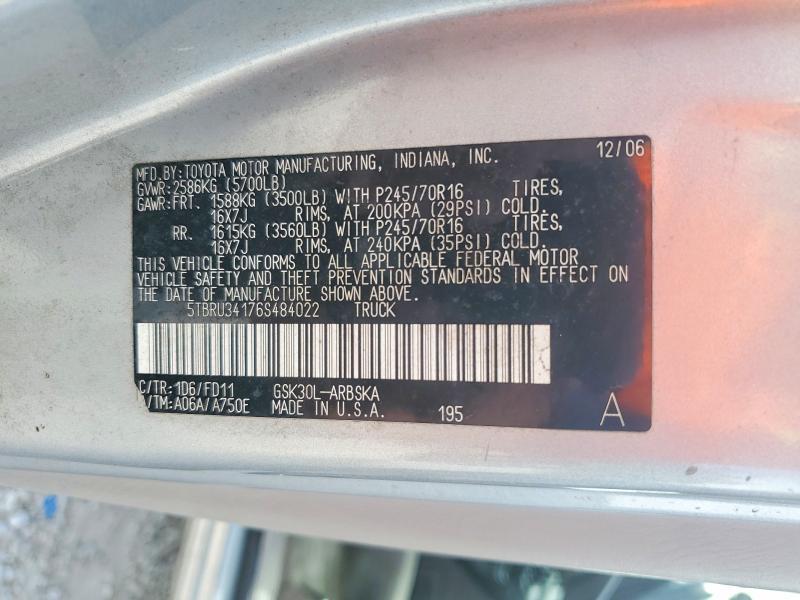 MFD.BY:TOYOTA MOTOR MANUFACTURING, INDIANA, INC. 12/06
GVWR:2586KG (5700LB)
GAWR:FRT. 1588KG (3500LB) WITH P245/70R16 TIRES,
16X7J RIMS, AT 200KPA (29PSI) COLD.
RR. 1615KG (3560LB) WITH P245/70R16 TIRES,
16X7J RIMS, AT 240KPA (35PSI) COLD.
THIS VEHICLE CONFORMS TO ALL APPLICABLE FEDERAL MOTOR
VEHICLE SAFETY AND THEFT PREVENTION STANDARDS IN EFFECT ON
THE DATE OF MANUFACTURE SHOWN ABOVE.
5TBRU34176S484022 TRUCK
C/TR:1D6/FD11 GSK30L-ARBSKA
/TM:A06A/A750E MADE IN U.S.A. 195 A